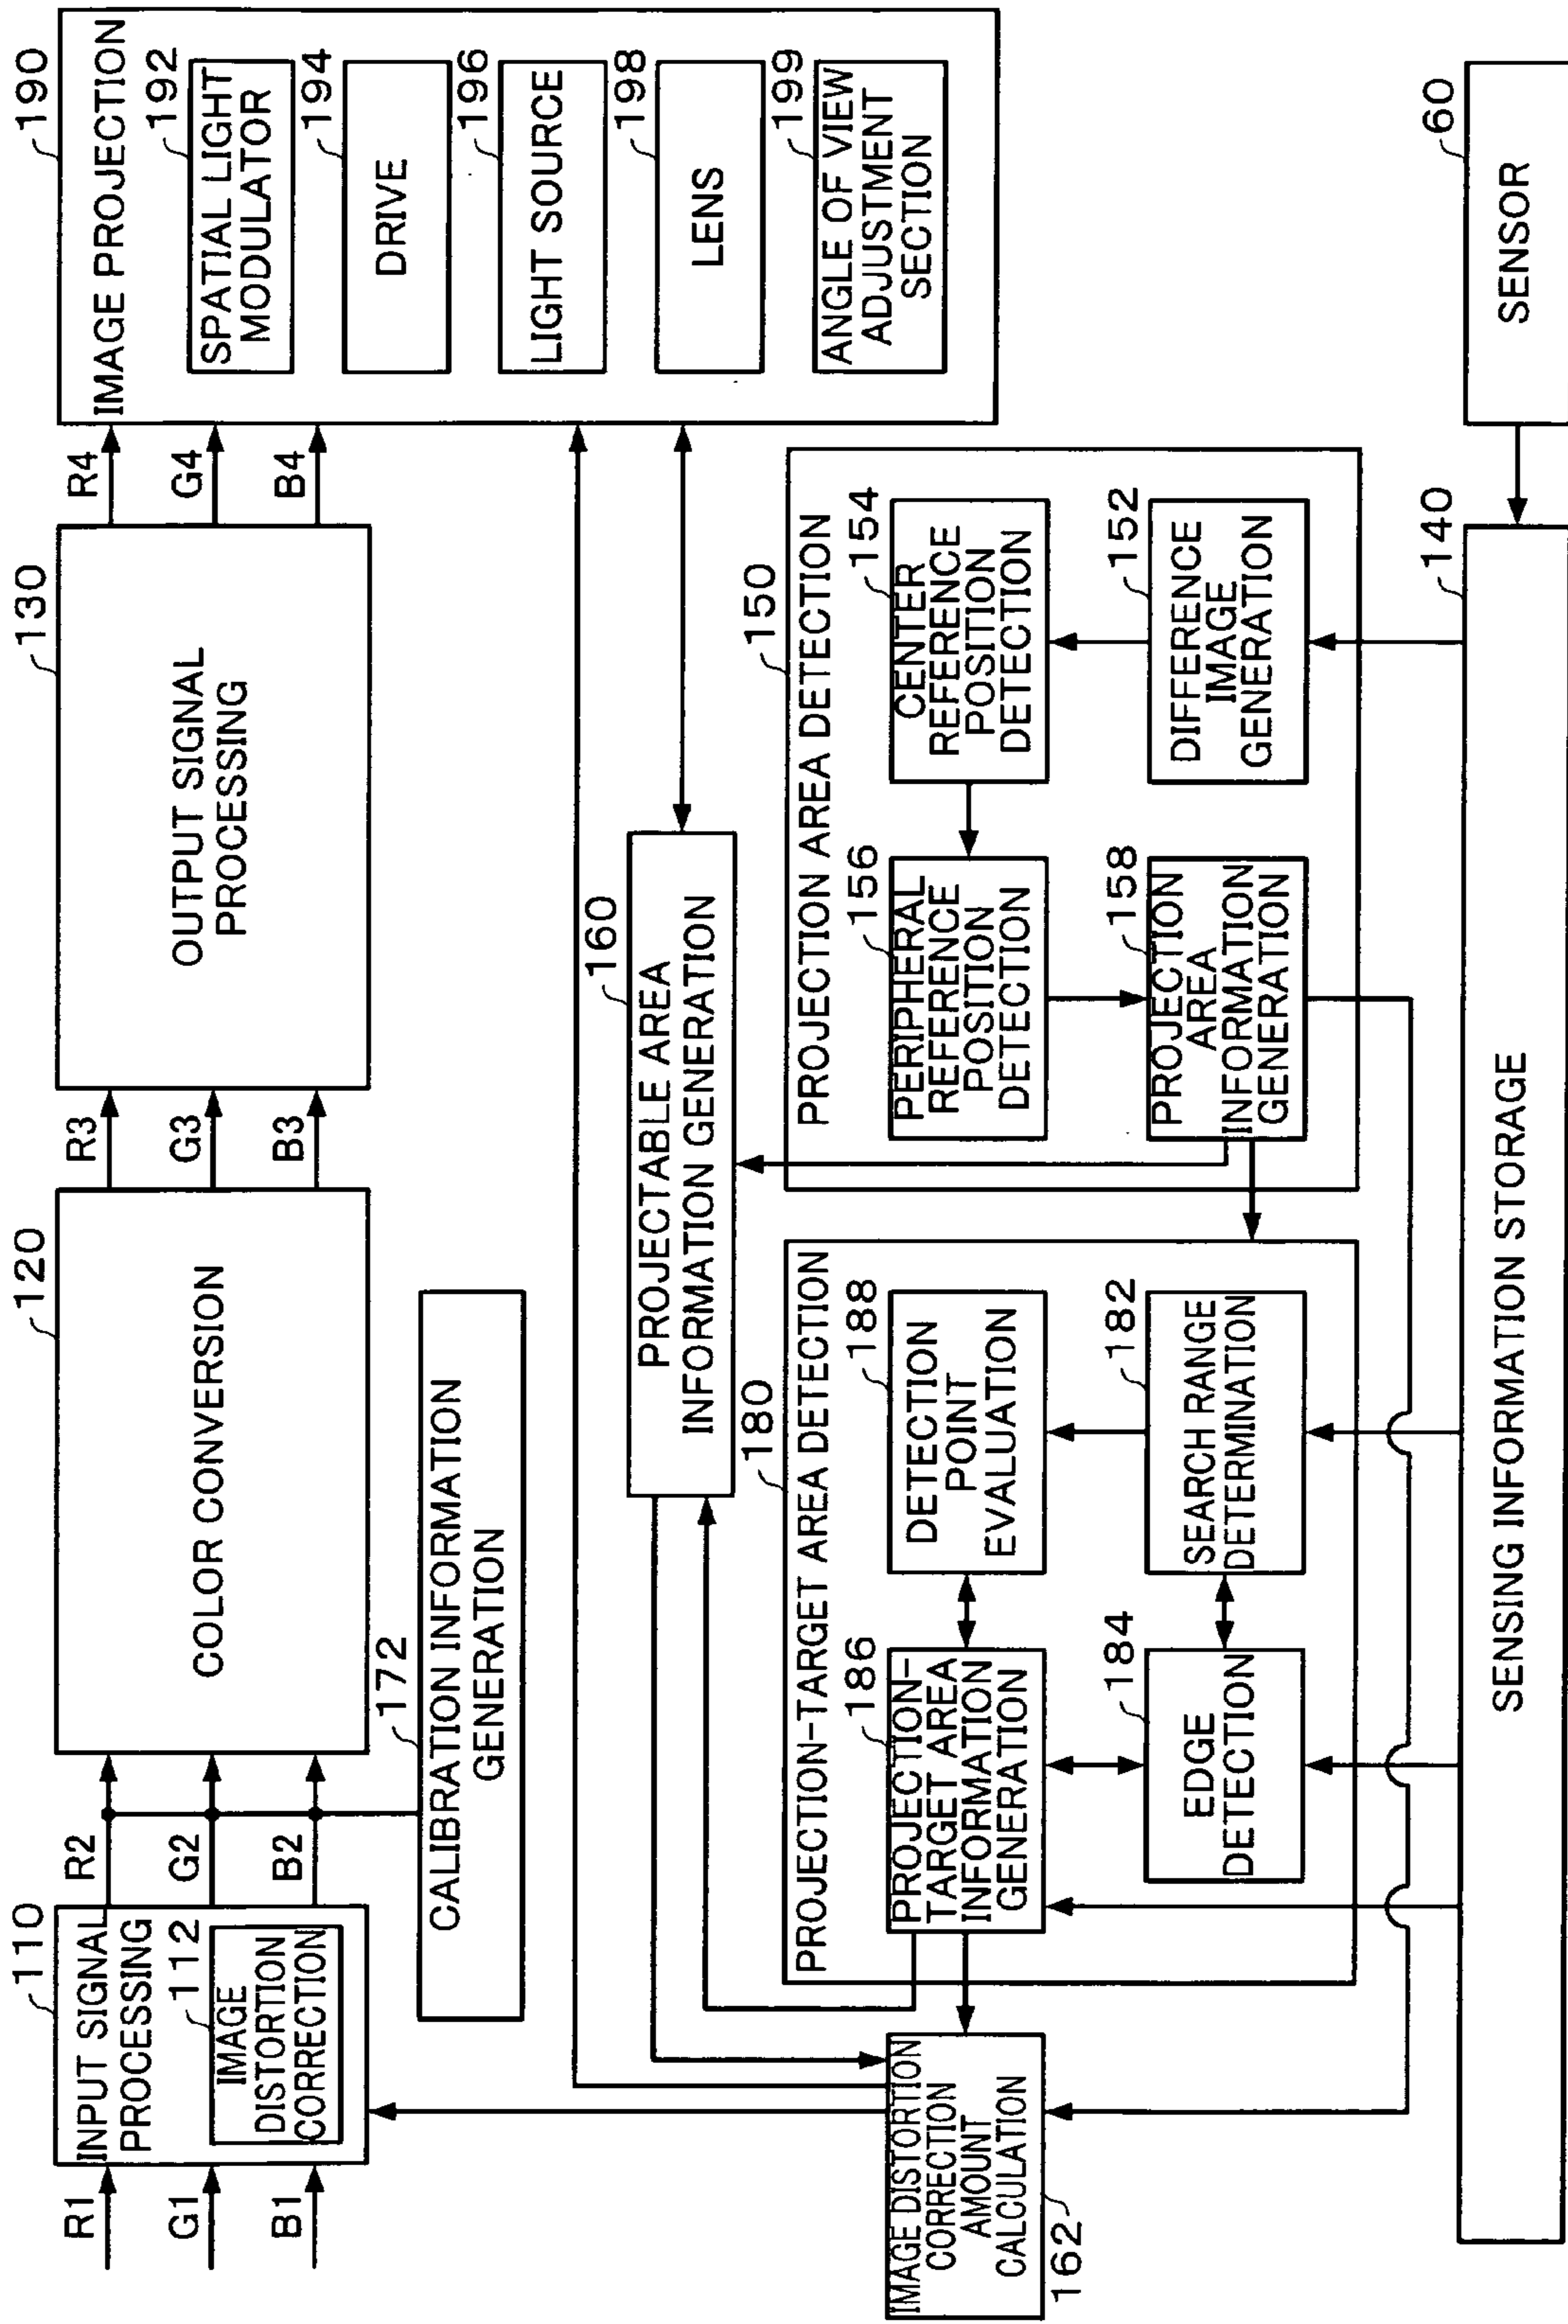 R1
G1
B1
110
INPUT SIGNAL
PROCESSING
112
IMAGE
DISTORTION
CORRECTION
R2
G2
B2
120
COLOR CONVERSION
172
CALIBRATION INFORMATION
GENERATION
R3
G3
B3
130
OUTPUT SIGNAL
PROCESSING
R4
G4
B4
190
IMAGE PROJECTION
192
SPATIAL LIGHT
MODULATOR
194
DRIVE
196
LIGHT SOURCE
198
LENS
199
ANGLE OF VIEW
ADJUSTMENT
SECTION
160
PROJECTABLE AREA
INFORMATION GENERATION
IMAGE DISTORTION
CORRECTION
AMOUNT
CALCULATION
162
180
PROJECTION-TARGET AREA DETECTION
186
PROJECTION-
TARGET AREA
INFORMATION
GENERATION
188
DETECTION
POINT
EVALUATION
184
EDGE
DETECTION
182
SEARCH RANGE
DETERMINATION
150
PROJECTION AREA DETECTION
156
PERIPHERAL
REFERENCE
POSITION
DETECTION
154
CENTER
REFERENCE
POSITION
DETECTION
158
PROJECTION
AREA
INFORMATION
GENERATION
152
DIFFERENCE
IMAGE
GENERATION
140
SENSING INFORMATION STORAGE
60
SENSOR